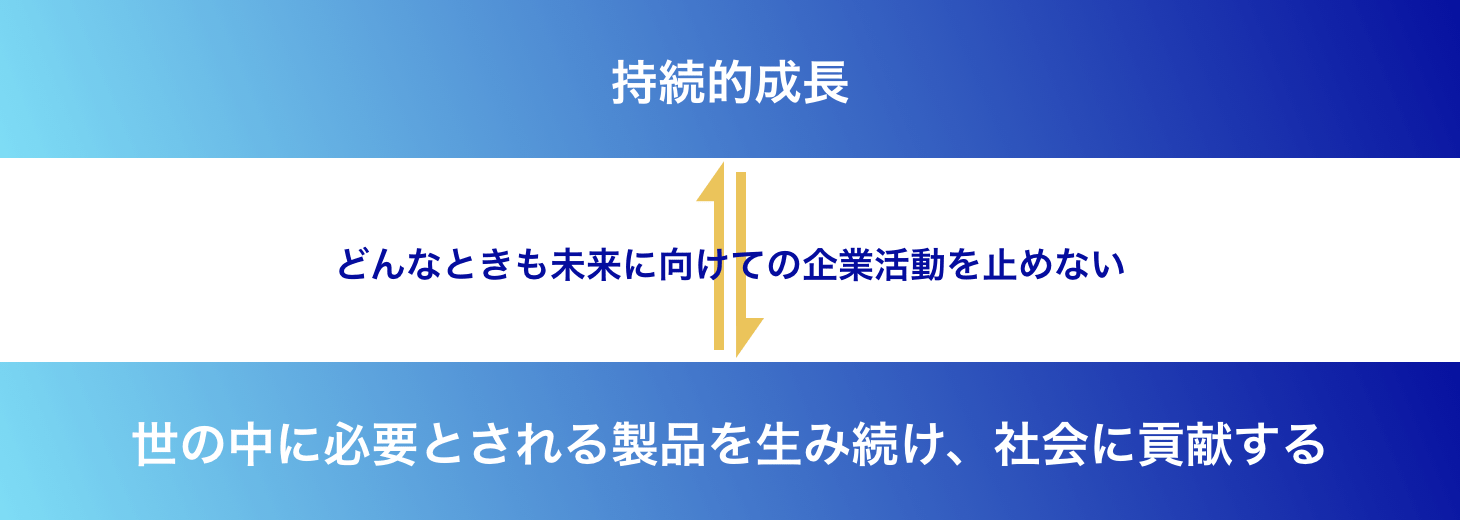 持続的成長
どんなときも未来に向けての企業活動を止めない
世の中に必要とされる製品を生み続け、社会に貢献する